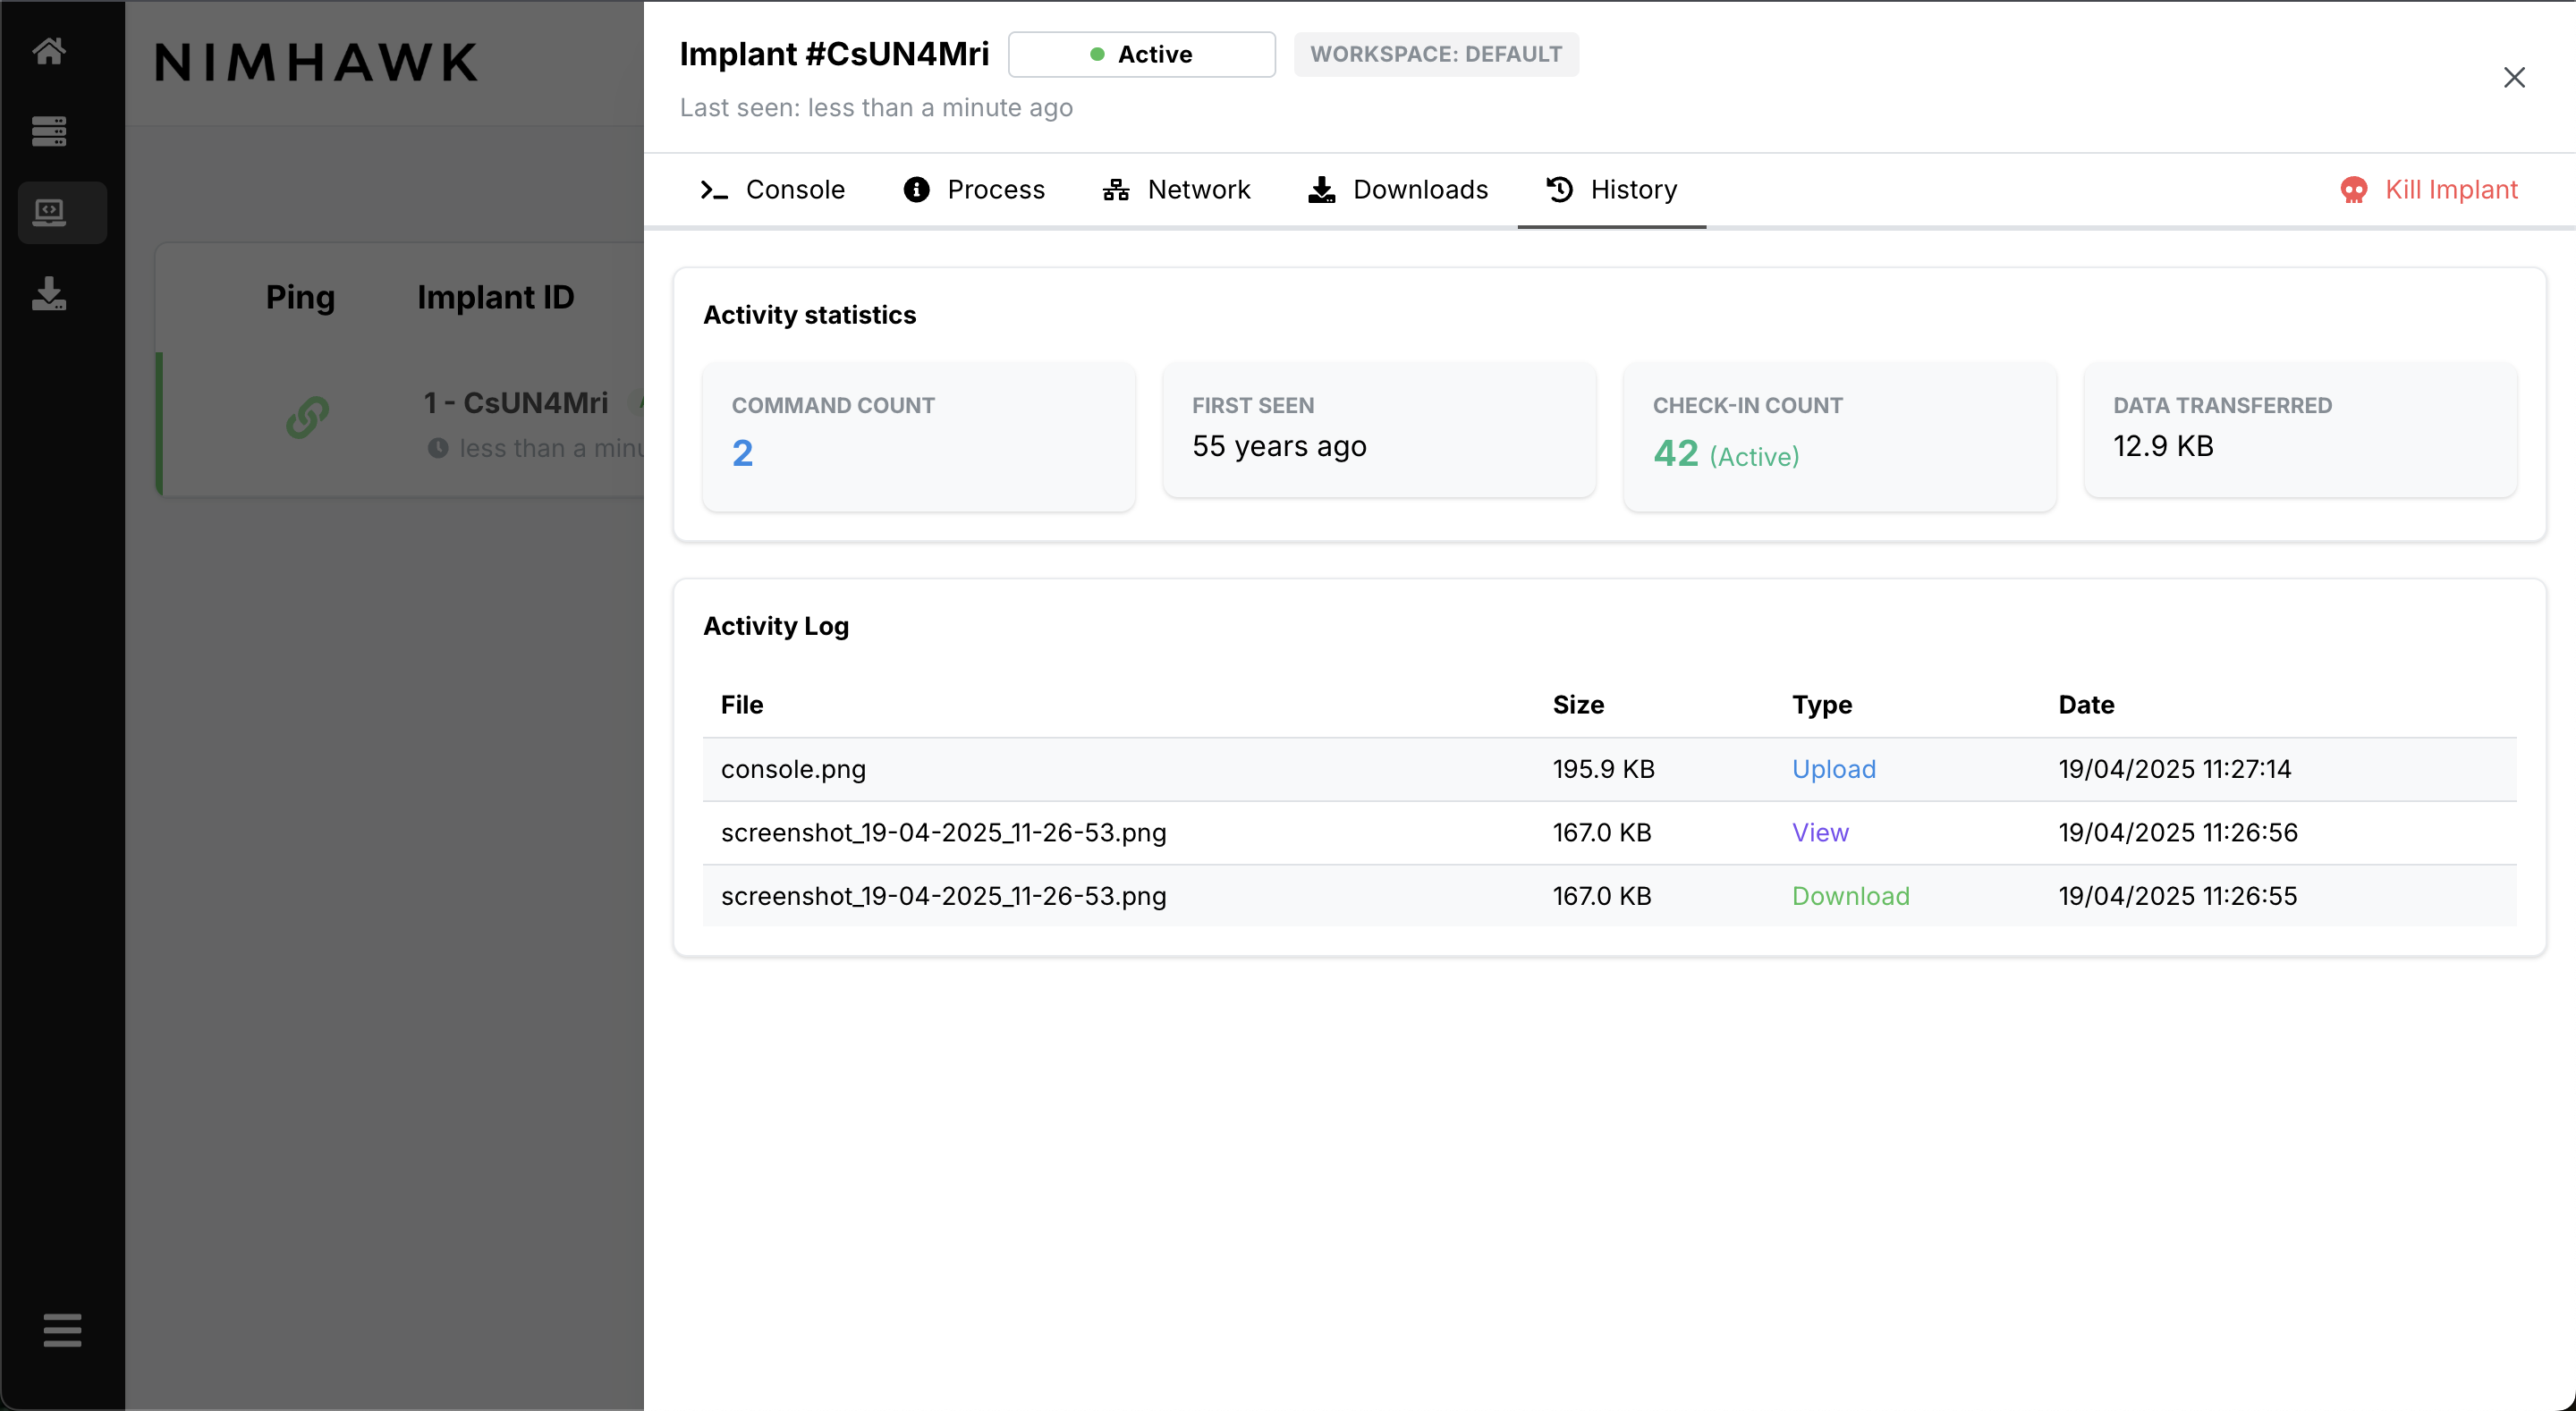 NIMHAWK
Ping Implant ID
1 - CsUN4Mri
less than a minu
Implant #CsUN4Mri Active WORKSPACE: DEFAULT
Last seen: less than a minute ago
Console Process Network Downloads History Kill Implant
Activity statistics
COMMAND COUNT FIRST SEEN CHECK-IN COUNT DATA TRANSFERRED
2 55 years ago 42 (Active) 12.9 KB
Activity Log
File Size Type Date
console.png 195.9 KB Upload 19/04/2025 11:27:14
screenshot_19-04-2025_11-26-53.png 167.0 KB View 19/04/2025 11:26:56
screenshot_19-04-2025_11-26-53.png 167.0 KB Download 19/04/2025 11:26:55